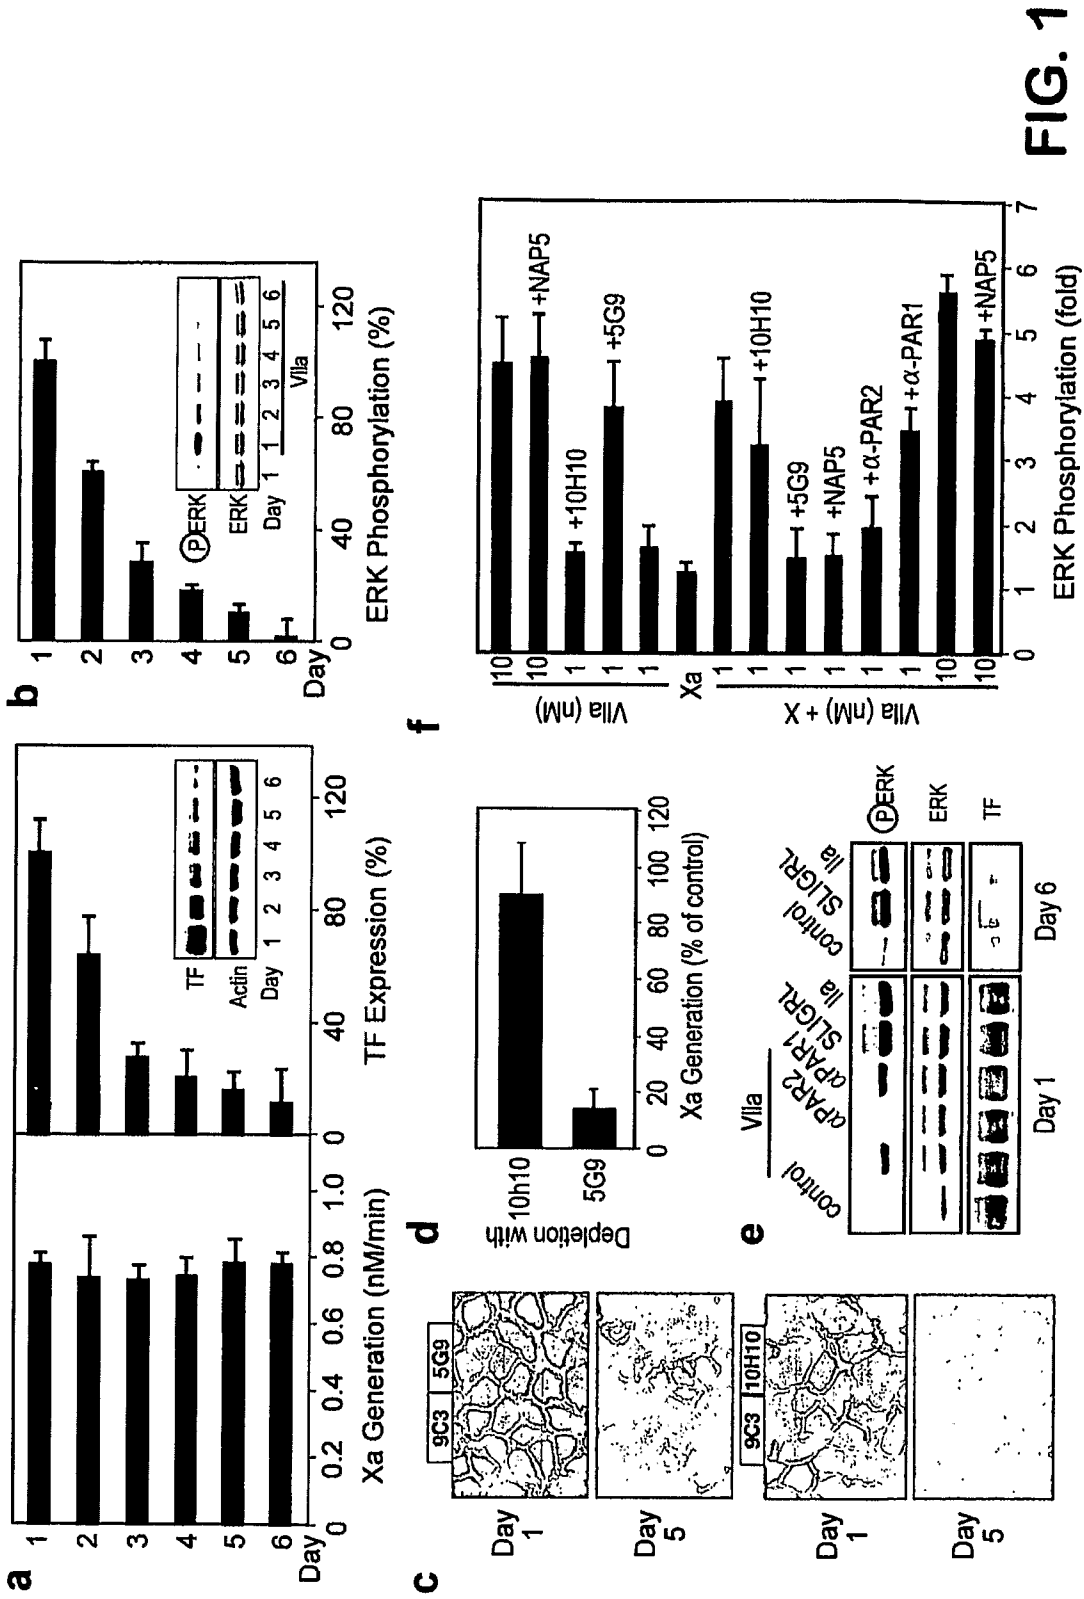 a
1
2
3
4
5
6
Day
0
0.2
0.4
0.6
0.8
1.0
Xa Generation (nM/min)
0
40
80
120
TF Expression (%)
TF
Actin
Day 1 2 3 4 5 6
b
1
2
3
4
5
6
Day
0
40
80
120
ERK Phosphorylation (%)
PERK
ERK
Day 1 1 2 3 4 5 6
VIIa
c
9C3 5G9
Day 1
Day 5
9C3 10H10
Day 1
Day 5
d
Depletion with
10h10
5G9
0 20 40 60 80 100 120
Xa Generation (% of control)
e
VIIa
control αPAR2 αPAR1 SLIGRL IIa control SLIGRL IIa
PERK
ERK
TF
Day 1 Day 6
f
VIIa (nM)
10
10 +NAP5
1 +10H10
1 +5G9
1
Xa
VIIa (nM) + X
1
1 +10H10
1 +5G9
1 +NAP5
1 +α-PAR2
1 +α-PAR1
10
10 +NAP5
0 1 2 3 4 5 6 7
ERK Phosphorylation (fold)
FIG. 1